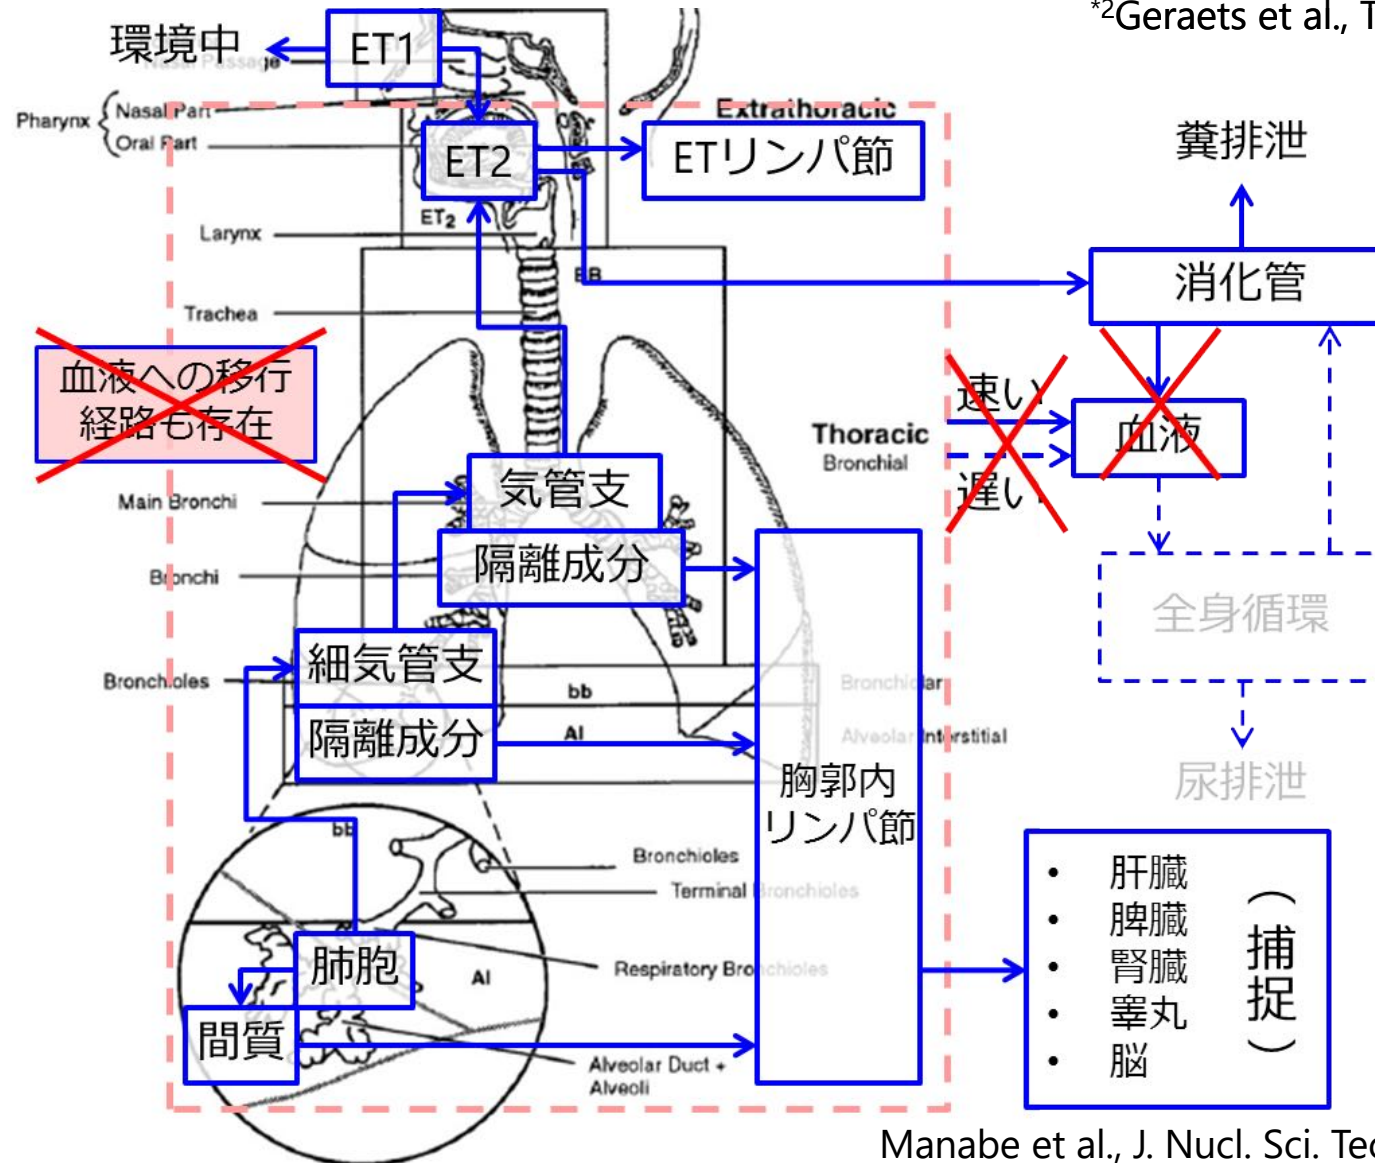 *2Geraets et al., T
環境中
ET1
Nasal Passage
Pharynx
Nasal Part
Oral Part
Extrathoracic
ET2
ETリンパ節
糞排泄
ET2
Larynx
BB
消化管
Trachea
血液への移行
経路も存在
速い
遅い
血液
Thoracic
Bronchial
Main Bronchi
気管支
隔離成分
Bronchi
全身循環
細気管支
隔離成分
Bronchioles
bb
AI
Bronchiolar
Alveolar Interstitial
胸郭内
リンパ節
尿排泄
bb
Bronchioles
Terminal Bronchioles
肺胞
AI
Respiratory Bronchioles
間質
Alveolar Duct +
Alveoli
• 肝臓
• 脾臓
• 腎臓
• 睾丸
• 脳
(捕捉)
Manabe et al., J. Nucl. Sci. Tec